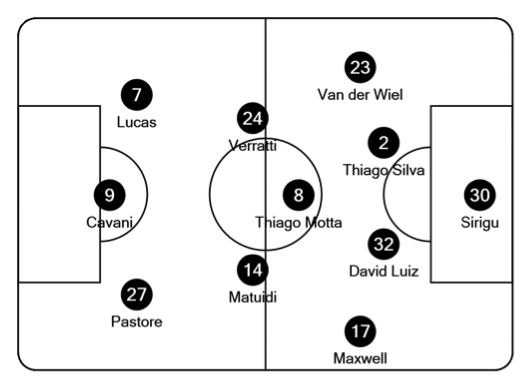 23
Van der Wiel
7
Lucas
24
Verratti
2
Thiago Silva
9
Cavani
8
Thiago Motta
30
Sirigu
32
David Luiz
14
Matuidi
27
Pastore
17
Maxwell